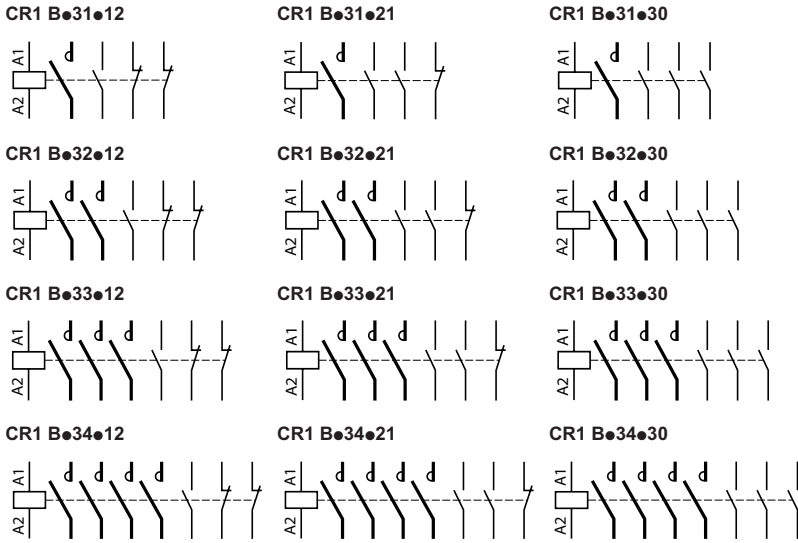 CR1 B●31●12 CR1 B●31●21 CR1 B●31●30
A1 A1 A1
A2 A2 A2
CR1 B●32●12 CR1 B●32●21 CR1 B●32●30
A1 A1 A1
A2 A2 A2
CR1 B●33●12 CR1 B●33●21 CR1 B●33●30
A1 A1 A1
A2 A2 A2
CR1 B●34●12 CR1 B●34●21 CR1 B●34●30
A1 A1 A1
A2 A2 A2